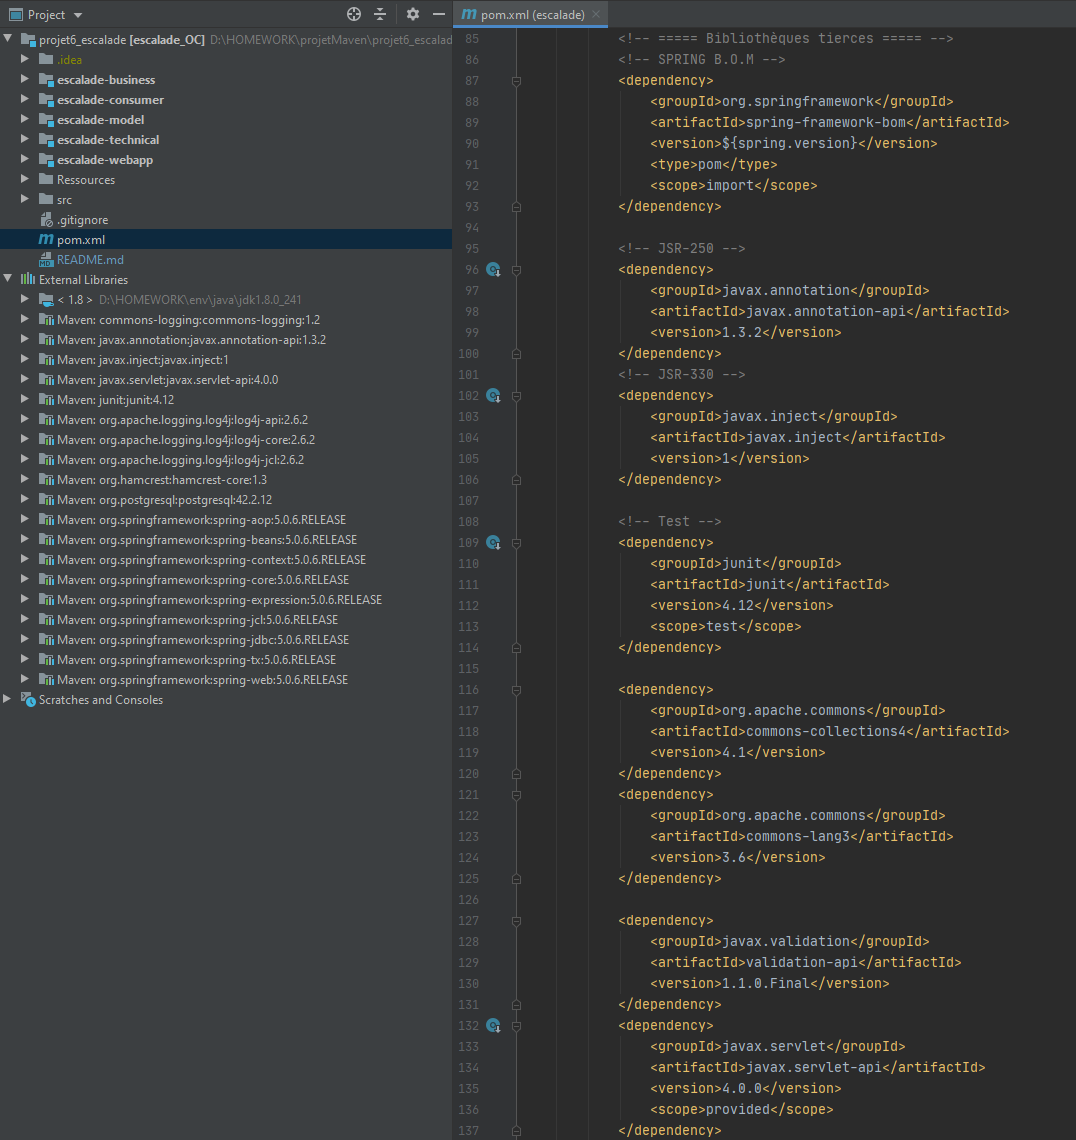 Project
projet6_escalade [escalade_OC] D:\HOMEWORK\projetMaven\projet6_escalad
.idea
escalade-business
escalade-consumer
escalade-model
escalade-technical
escalade-webapp
Ressources
src
.gitignore
pom.xml
README.md
External Libraries
< 1.8 > D:\HOMEWORK\env\java\jdk1.8.0_241
Maven: commons-logging:commons-logging:1.2
Maven: javax.annotation:javax.annotation-api:1.3.2
Maven: javax.inject:javax.inject:1
Maven: javax.servlet:javax.servlet-api:4.0.0
Maven: junit:junit:4.12
Maven: org.apache.logging.log4j:log4j-api:2.6.2
Maven: org.apache.logging.log4j:log4j-core:2.6.2
Maven: org.apache.logging.log4j:log4j-jcl:2.6.2
Maven: org.hamcrest:hamcrest-core:1.3
Maven: org.postgresql:postgresql:42.2.12
Maven: org.springframework:spring-aop:5.0.6.RELEASE
Maven: org.springframework:spring-beans:5.0.6.RELEASE
Maven: org.springframework:spring-context:5.0.6.RELEASE
Maven: org.springframework:spring-core:5.0.6.RELEASE
Maven: org.springframework:spring-expression:5.0.6.RELEASE
Maven: org.springframework:spring-jcl:5.0.6.RELEASE
Maven: org.springframework:spring-jdbc:5.0.6.RELEASE
Maven: org.springframework:spring-tx:5.0.6.RELEASE
Maven: org.springframework:spring-web:5.0.6.RELEASE
Scratches and Consoles
pom.xml (escalade)
85 <!-- ===== Bibliothèques tierces ===== -->
86 <!-- SPRING B.O.M -->
87 <dependency>
88 <groupId>org.springframework</groupId>
89 <artifactId>spring-framework-bom</artifactId>
90 <version>${spring.version}</version>
91 <type>pom</type>
92 <scope>import</scope>
93 </dependency>
94
95 <!-- JSR-250 -->
96 <dependency>
97 <groupId>javax.annotation</groupId>
98 <artifactId>javax.annotation-api</artifactId>
99 <version>1.3.2</version>
100 </dependency>
101 <!-- JSR-330 -->
102 <dependency>
103 <groupId>javax.inject</groupId>
104 <artifactId>javax.inject</artifactId>
105 <version>1</version>
106 </dependency>
107
108 <!-- Test -->
109 <dependency>
110 <groupId>junit</groupId>
111 <artifactId>junit</artifactId>
112 <version>4.12</version>
113 <scope>test</scope>
114 </dependency>
115
116 <dependency>
117 <groupId>org.apache.commons</groupId>
118 <artifactId>commons-collections4</artifactId>
119 <version>4.1</version>
120 </dependency>
121 <dependency>
122 <groupId>org.apache.commons</groupId>
123 <artifactId>commons-lang3</artifactId>
124 <version>3.6</version>
125 </dependency>
126
127 <dependency>
128 <groupId>javax.validation</groupId>
129 <artifactId>validation-api</artifactId>
130 <version>1.1.0.Final</version>
131 </dependency>
132 <dependency>
133 <groupId>javax.servlet</groupId>
134 <artifactId>javax.servlet-api</artifactId>
135 <version>4.0.0</version>
136 <scope>provided</scope>
137 </dependency>